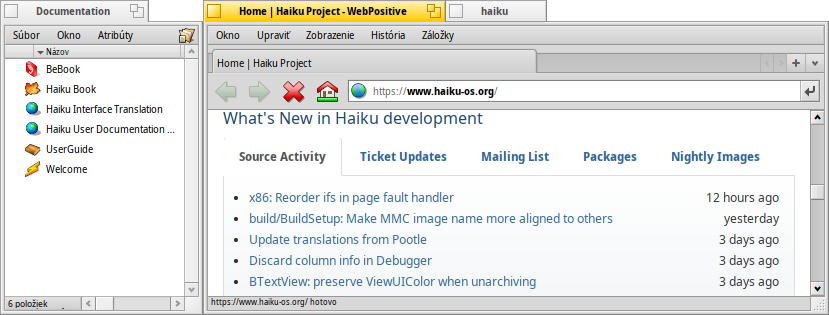 Documentation
Súbor Okno Atribúty
Názov
BeBook
Haiku Book
Haiku Interface Translation
Haiku User Documentation ...
UserGuide
Welcome
6 položiek
Home | Haiku Project - WebPositive
haiku
Okno Upraviť Zobrazenie História Záložky
Home | Haiku Project
https://www.haiku-os.org/
What's New in Haiku development
Source Activity Ticket Updates Mailing List Packages Nightly Images
x86: Reorder ifs in page fault handler 12 hours ago
build/BuildSetup: Make MMC image name more aligned to others yesterday
Update translations from Pootle 3 days ago
Discard column info in Debugger 3 days ago
BTextView: preserve ViewUIColor when unarchiving 3 days ago
https://www.haiku-os.org/ hotovo